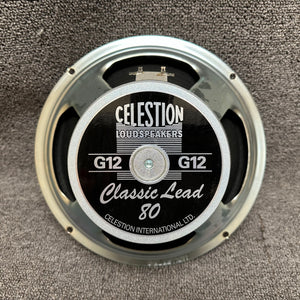 CELESTION
LOUDSPEAKERS
G12 G12
Classic Lead
80
CELESTION INTERNATIONAL LTD.